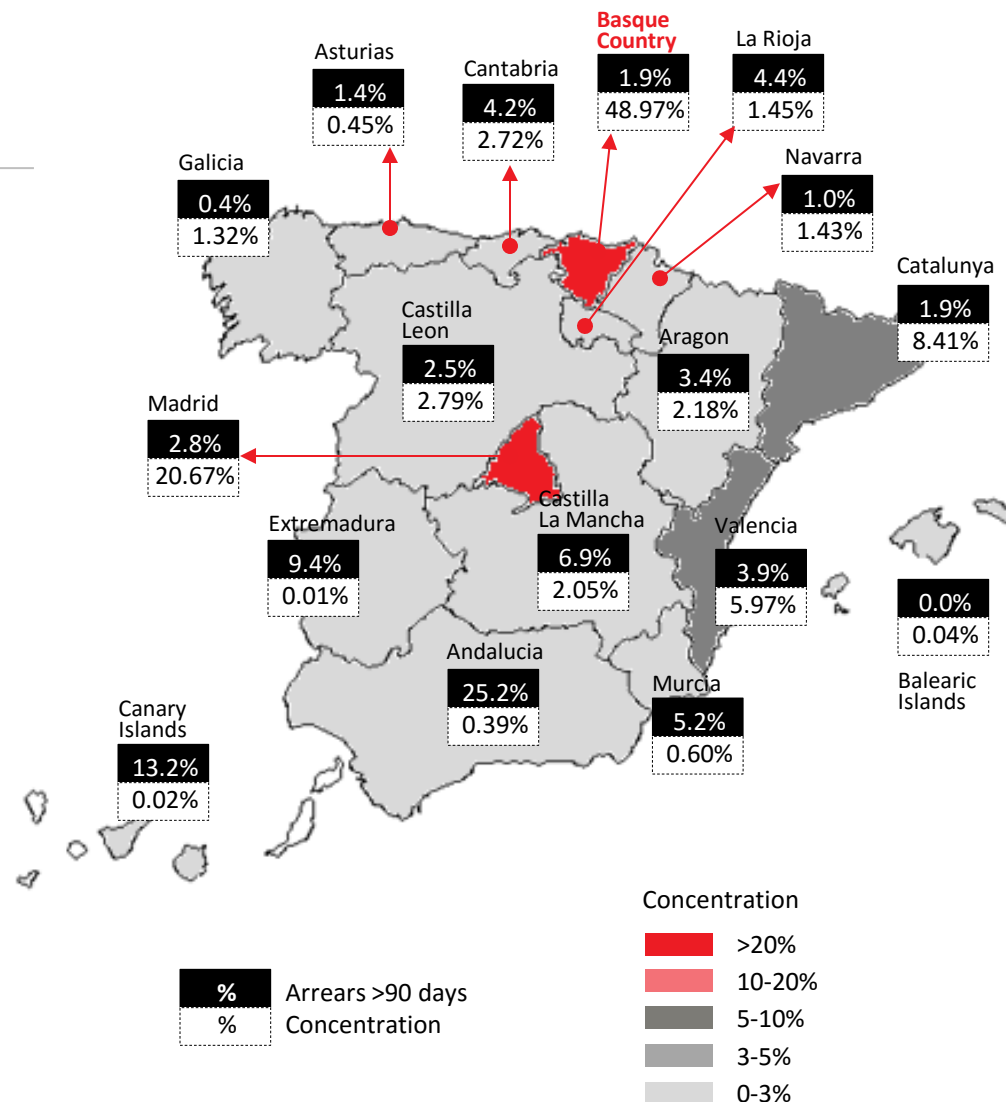 Basque
Country
1.9%
48.97%
La Rioja
4.4%
1.45%
Asturias
1.4%
0.45%
Cantabria
4.2%
2.72%
Galicia
0.4%
1.32%
Navarra
1.0%
1.43%
Catalunya
1.9%
8.41%
Castilla
Leon
2.5%
2.79%
Aragon
3.4%
2.18%
Madrid
2.8%
20.67%
Extremadura
9.4%
0.01%
Castilla
La Mancha
6.9%
2.05%
Valencia
3.9%
5.97%
0.0%
0.04%
Balearic
Islands
Andalucia
25.2%
0.39%
Murcia
5.2%
0.60%
Canary
Islands
13.2%
0.02%
Concentration
>20%
10-20%
5-10%
3-5%
0-3%
% Arrears >90 days
% Concentration